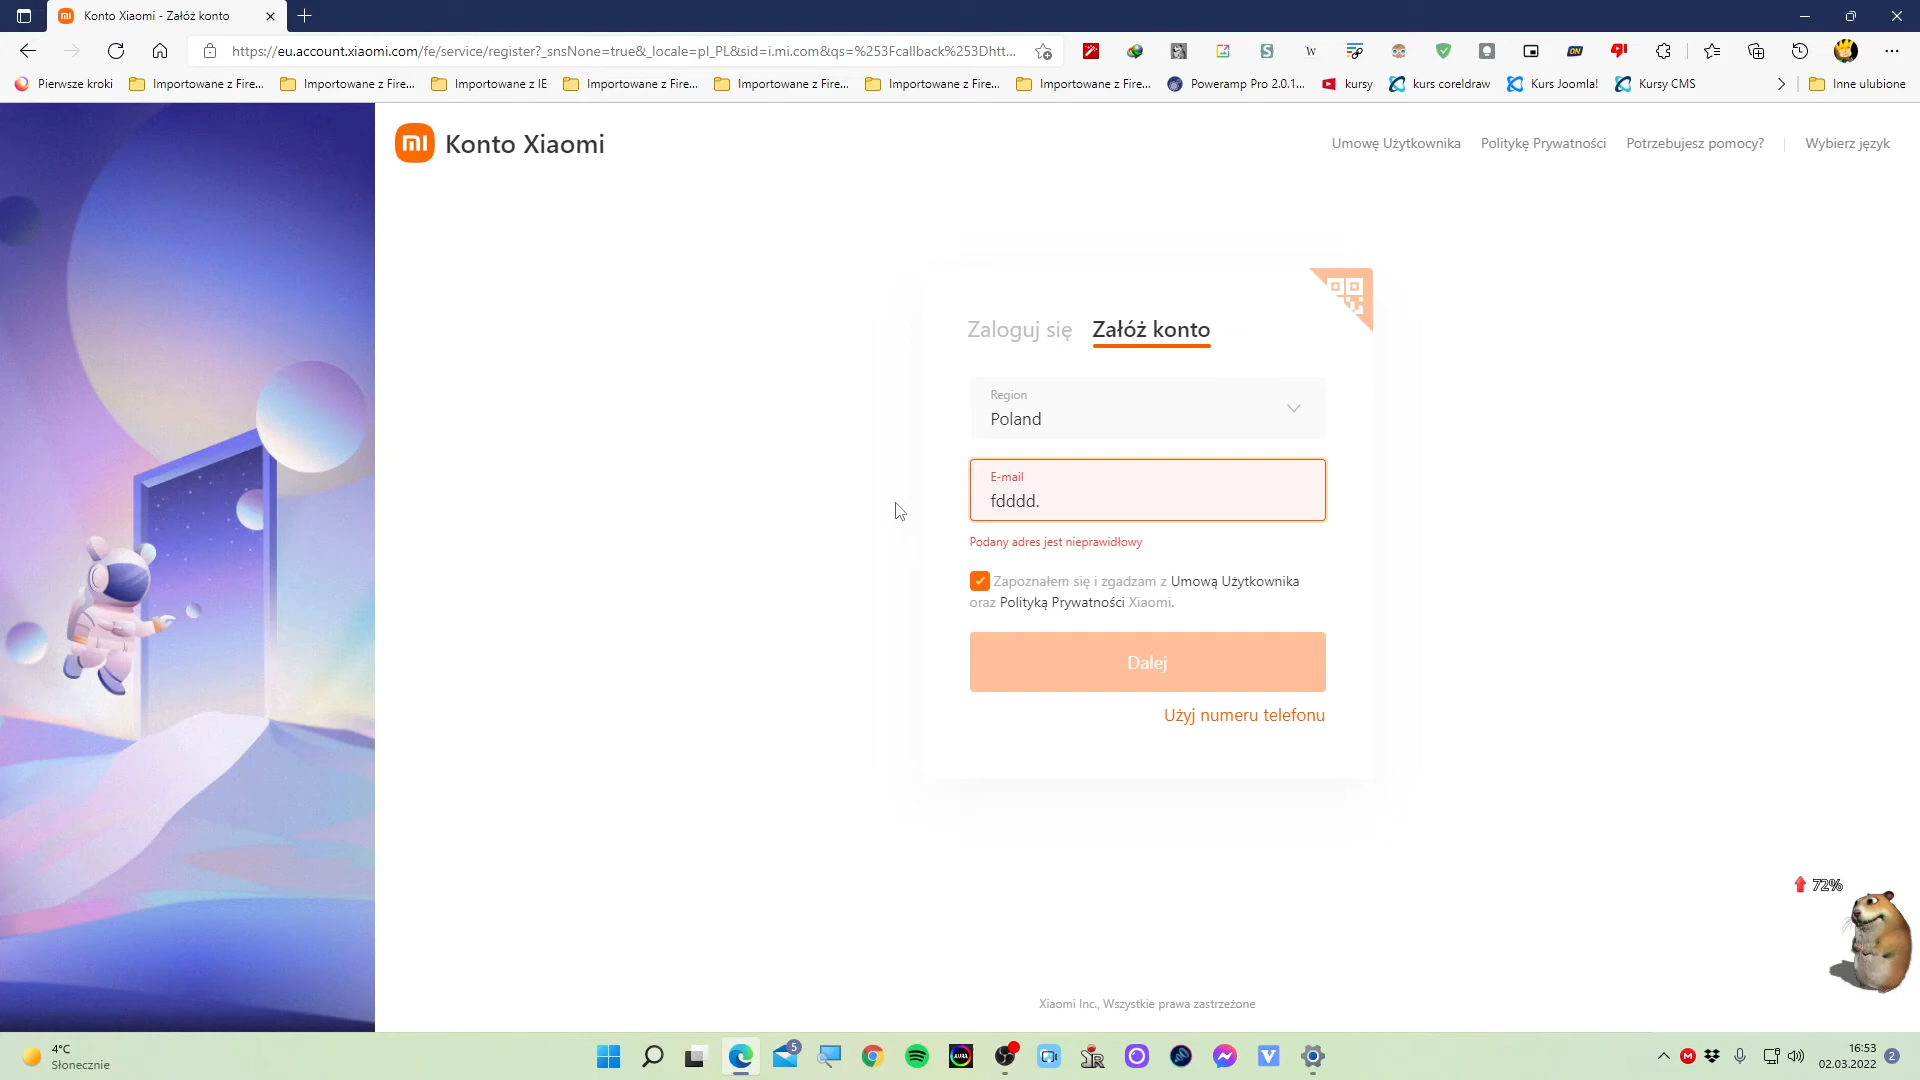 Konto Xiaomi - Załóż konto
https://eu.account.xiaomi.com/fe/service/register?_snsNone=true&_locale=pl_PL&sid=i.mi.com&qs=%253Fcallback%253Dhtt...
Pierwsze kroki
Importowane z Fire...
Importowane z Fire...
Importowane z IE
Importowane z Fire...
Importowane z Fire...
Importowane z Fire...
Importowane z Fire...
Poweramp Pro 2.0.1...
kursy
kurs coreldraw
Kurs Joomla!
Kursy CMS
Inne ulubione
Konto Xiaomi
Umowę Użytkownika
Politykę Prywatności
Potrzebujesz pomocy?
Wybierz język
Zaloguj się
Załóż konto
Region
Poland
E-mail
fdddd.
Podany adres jest nieprawidłowy
Zapoznałem się i zgadzam z Umową Użytkownika
oraz Polityką Prywatności Xiaomi.
Dalej
Użyj numeru telefonu
72%
Xiaomi Inc., Wszystkie prawa zastrzeżone
4°C
Słonecznie
5
16:53
02.03.2022
2